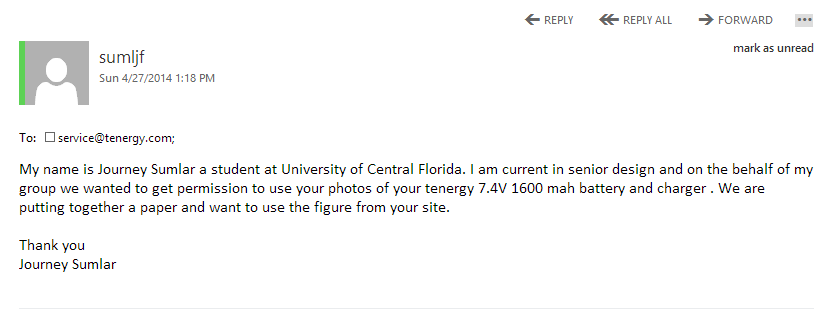 REPLY REPLY ALL FORWARD ...
mark as unread
sumljf
Sun 4/27/2014 1:18 PM
To: service@tenergy.com;
My name is Journey Sumlar a student at University of Central Florida. I am current in senior design and on the behalf of my
group we wanted to get permission to use your photos of your tenergy 7.4V 1600 mah battery and charger . We are
putting together a paper and want to use the figure from your site.
Thank you
Journey Sumlar